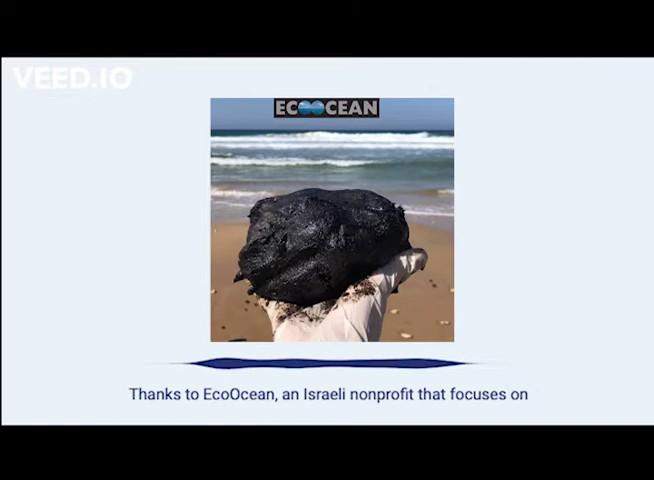 VEED.IO
ECOOCEAN
Thanks to EcoOcean, an Israeli nonprofit that focuses on